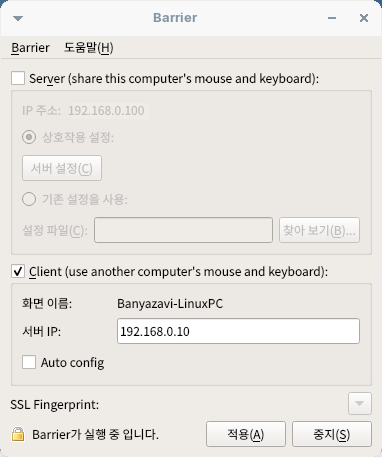 Barrier
Barrier 도움말(H)
Server (share this computer's mouse and keyboard):
IP 주소: 192.168.0.100
상호작용 설정:
서버 설정(C)
기존 설정을 사용:
설정 파일(C): 찾아 보기(B)...
Client (use another computer's mouse and keyboard):
화면 이름: Banyazavi-LinuxPC
서버 IP: 192.168.0.10
Auto config
SSL Fingerprint:
Barrier가 실행 중 입니다. 적용(A) 중지(S)